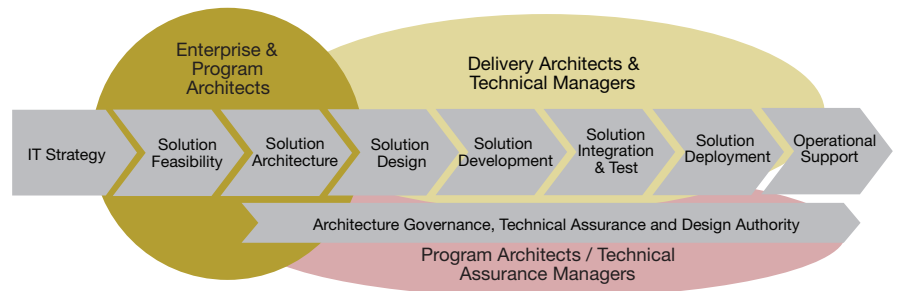 Enterprise &
Program
Architects
Delivery Architects &
Technical Managers
IT Strategy
Solution
Feasibility
Solution
Architecture
Solution
Design
Solution
Development
Solution
Integration
& Test
Solution
Deployment
Operational
Support
Architecture Governance, Technical Assurance and Design Authority
Program Architects / Technical
Assurance Managers